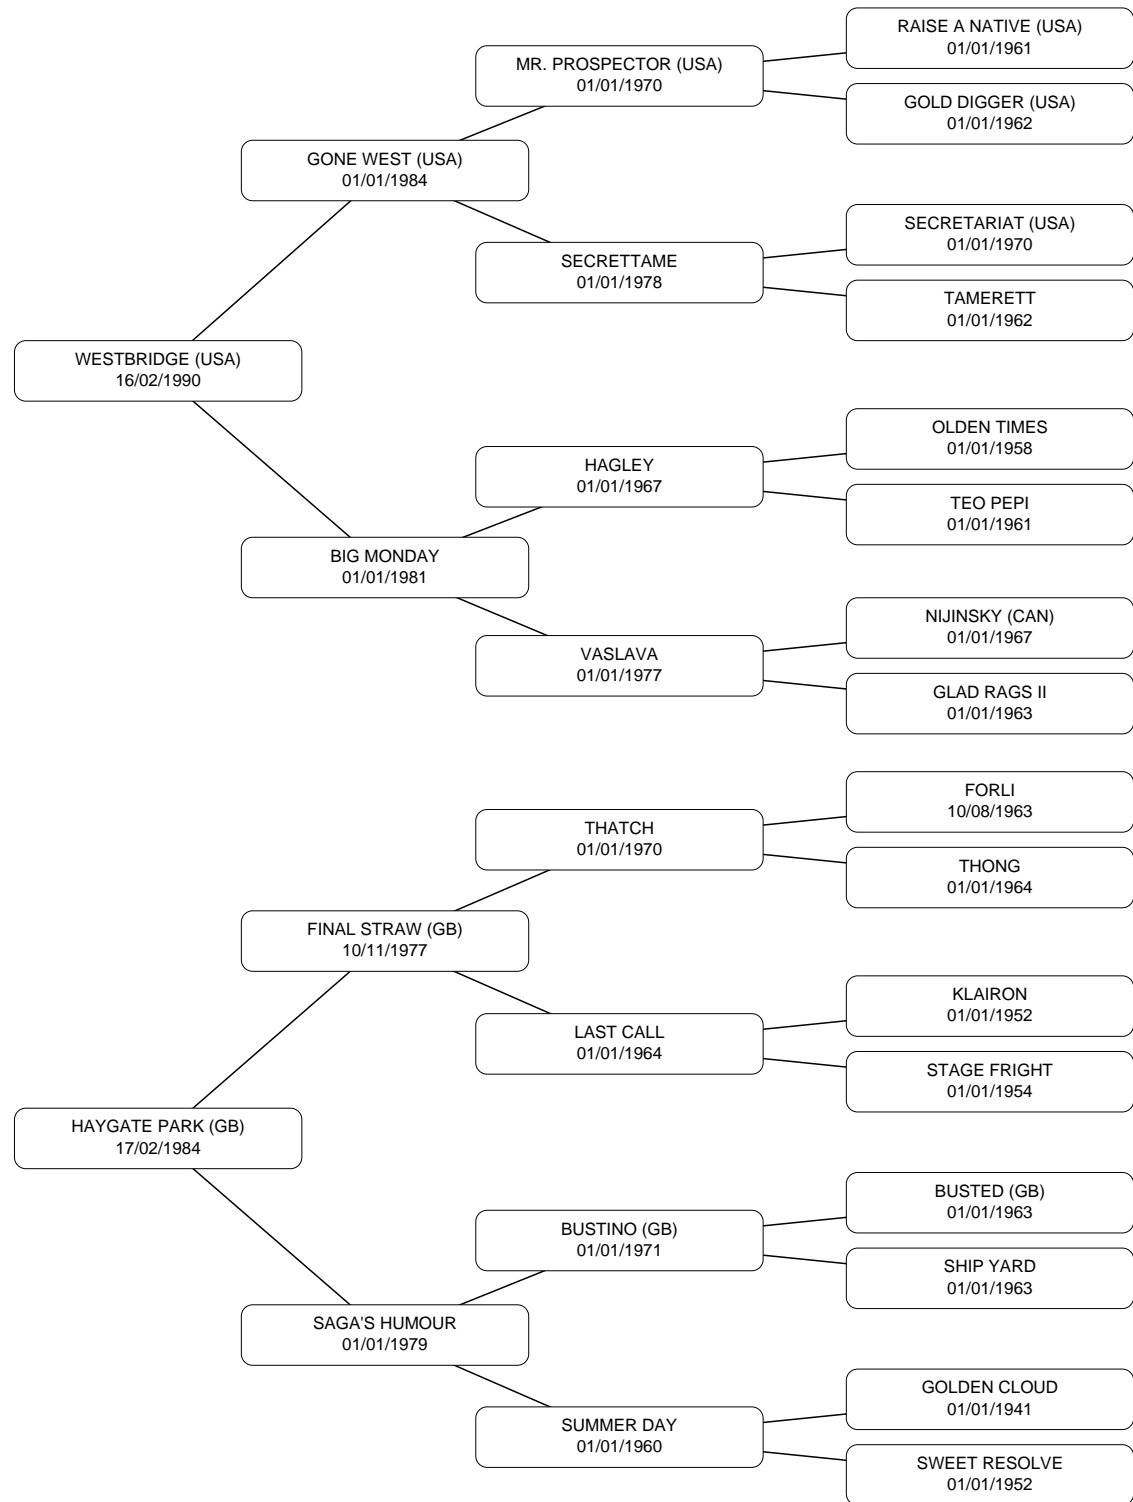 RAISE A NATIVE (USA)
01/01/1961
MR. PROSPECTOR (USA)
01/01/1970
GOLD DIGGER (USA)
01/01/1962
GONE WEST (USA)
01/01/1984
SECRETARIAT (USA)
01/01/1970
SECRETTAME
01/01/1978
TAMERETT
01/01/1962
WESTBRIDGE (USA)
16/02/1990
OLDEN TIMES
01/01/1958
HAGLEY
01/01/1967
TEO PEPI
01/01/1961
BIG MONDAY
01/01/1981
NIJINSKY (CAN)
01/01/1967
VASLAVA
01/01/1977
GLAD RAGS II
01/01/1963
FORLI
10/08/1963
THATCH
01/01/1970
THONG
01/01/1964
FINAL STRAW (GB)
10/11/1977
KLAIRON
01/01/1952
LAST CALL
01/01/1964
STAGE FRIGHT
01/01/1954
HAYGATE PARK (GB)
17/02/1984
BUSTED (GB)
01/01/1963
BUSTINO (GB)
01/01/1971
SHIP YARD
01/01/1963
SAGA'S HUMOUR
01/01/1979
GOLDEN CLOUD
01/01/1941
SUMMER DAY
01/01/1960
SWEET RESOLVE
01/01/1952